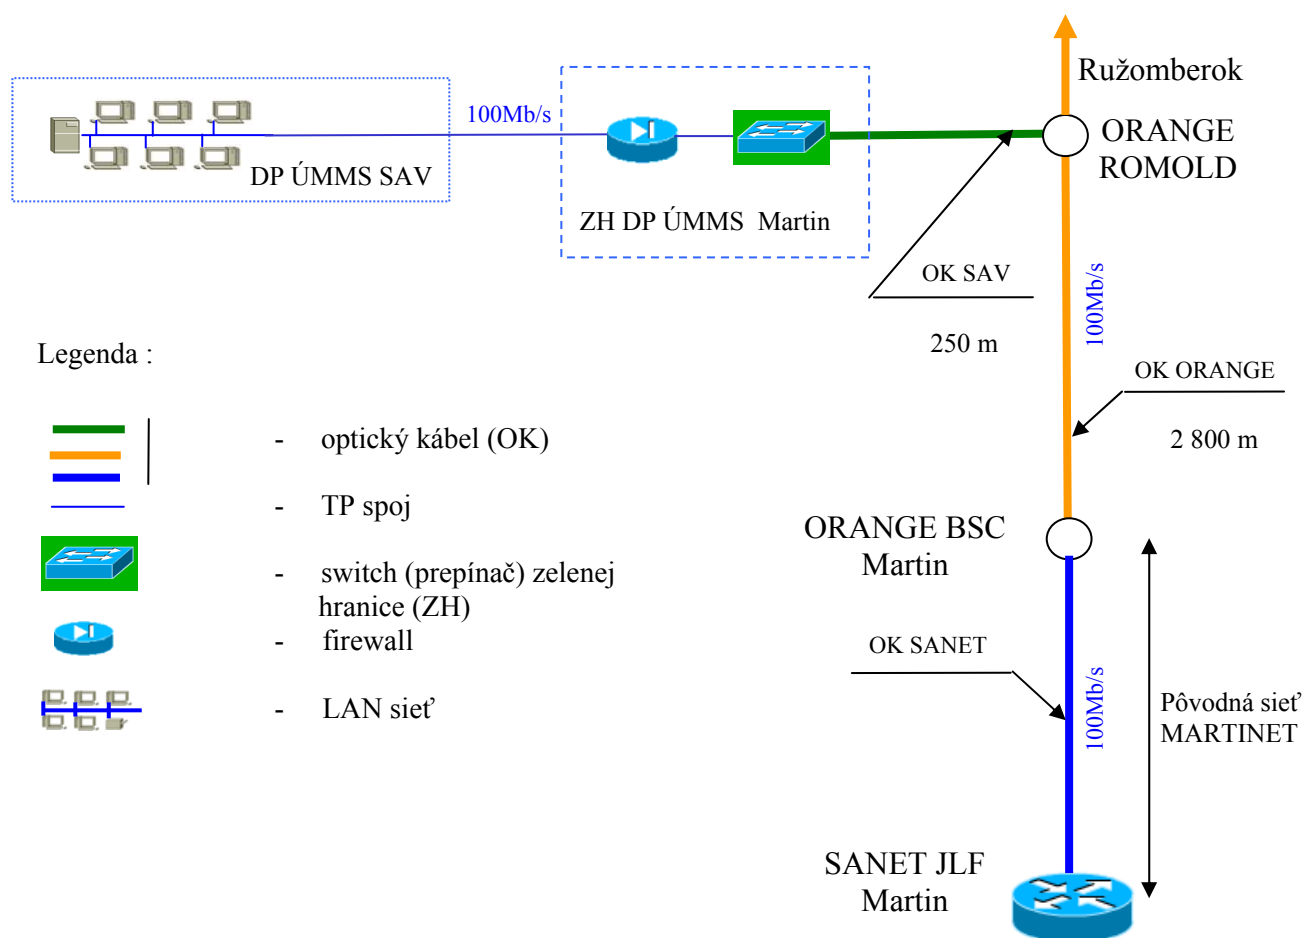 Ružomberok
100Mb/s
ORANGE
ROMOLD
DP ÚMMS SAV
ZH DP ÚMMS Martin
OK SAV
250 m
100Mb/s
Legenda :
OK ORANGE
2 800 m
- optický kábel (OK)
- TP spoj
ORANGE BSC
Martin
- switch (prepínač) zelenej
hranice (ZH)
- firewall
OK SANET
100Mb/s
- LAN sieť
Pôvodná sieť
MARTINET
SANET JLF
Martin